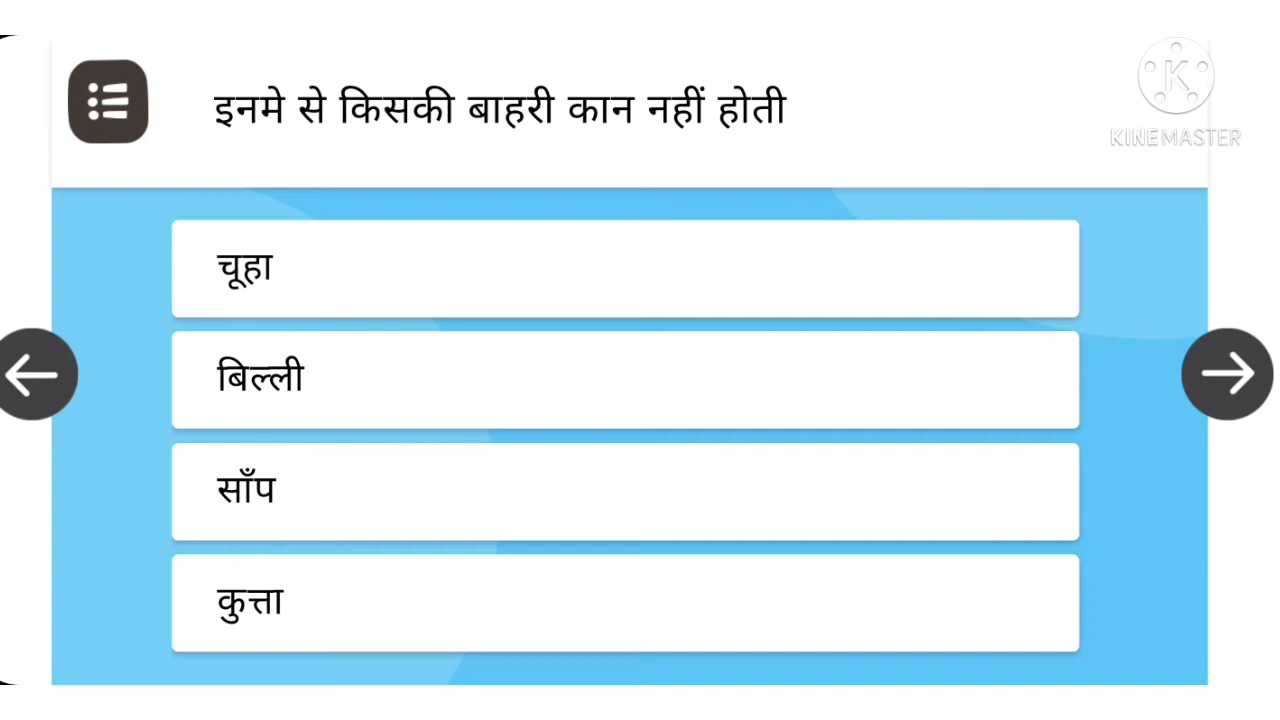 इनमे से किसकी बाहरी कान नहीं होती
KINEMASTER
चूहा
बिल्ली
साँप
कुत्ता